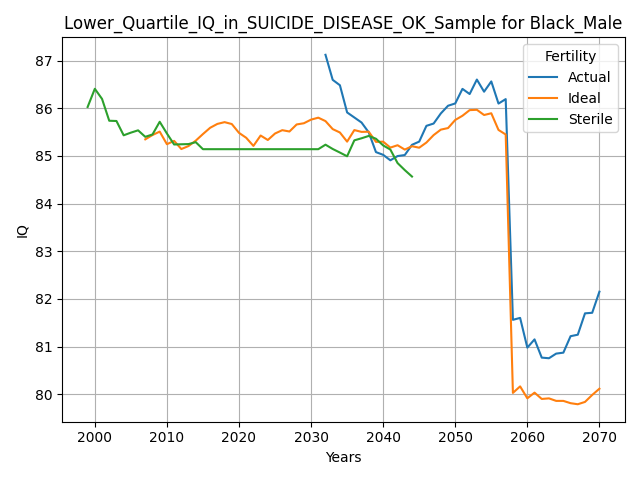 Lower_Quartile_IQ_in_SUICIDE_DISEASE_OK_Sample for Black_Male
Fertility
Actual
Ideal
Sterile
87
86
85
84
83
82
81
80
IQ
2000 2010 2020 2030 2040 2050 2060 2070
Years